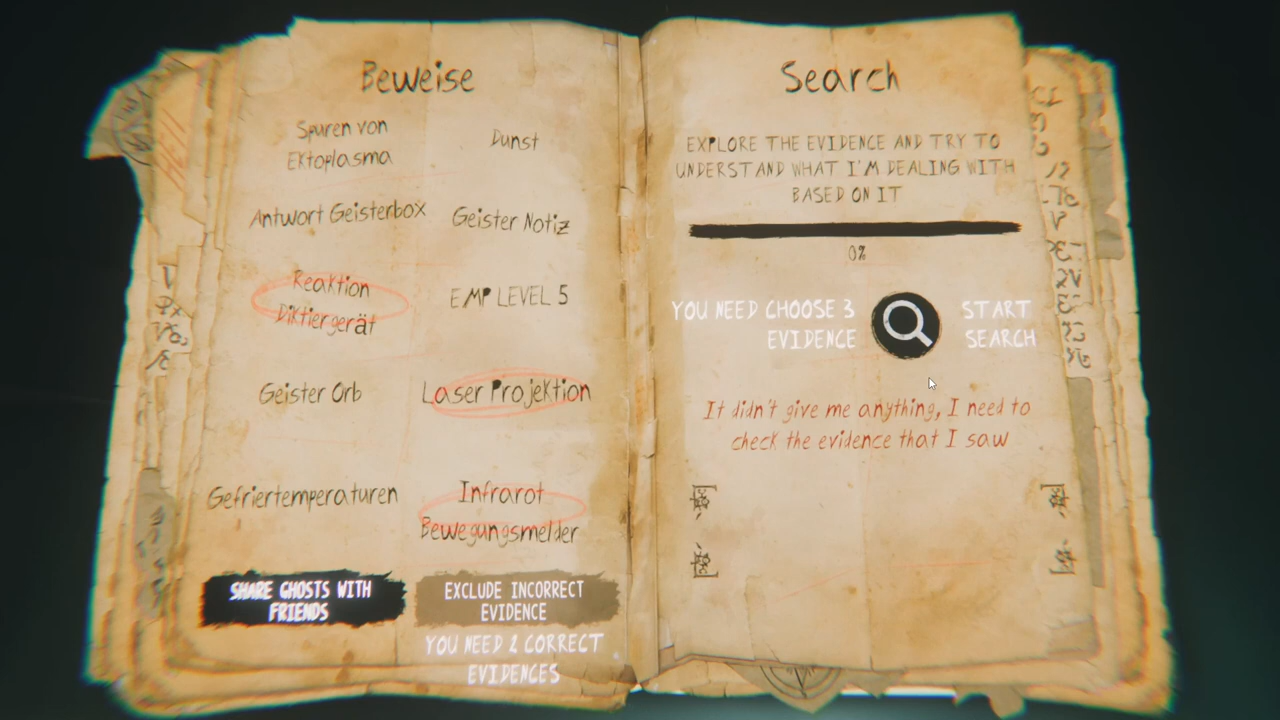 Beweise
Spuren von
Ektoplasma
Dunst
Antwort Geisterbox
Geister Notiz
Reaktion
Diktiergerät
EMP LEVEL 5
Geister Orb
Laser Projektion
Gefriertemperaturen
Infrarot
Bewegungsmelder
SHARE GHOSTS WITH
FRIENDS
EXCLUDE INCORRECT
EVIDENCE
YOU NEED 2 CORRECT
EVIDENCES
Search
EXPLORE THE EVIDENCE AND TRY TO
UNDERSTAND WHAT I'M DEALING WITH
BASED ON IT
0%
YOU NEED CHOOSE 3
EVIDENCE
START
SEARCH
It didn't give me anything, I need to
check the evidence that I saw